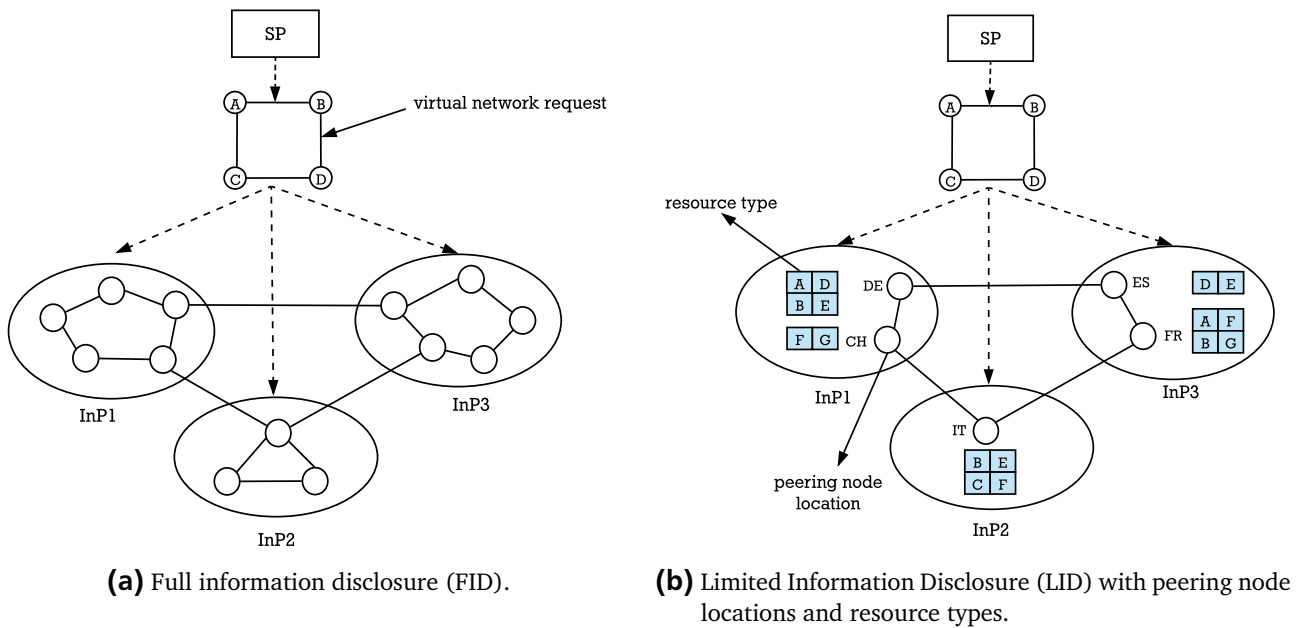 SP
A B
virtual network request
C D
InP1
InP3
InP2
(a) Full information disclosure (FID).
SP
A B
C D
resource type
A D
B E
DE
F G
CH
InP1
ES
D E
A F
FR
B G
InP3
IT
B E
C F
InP2
peering node
location
(b) Limited Information Disclosure (LID) with peering node
locations and resource types.